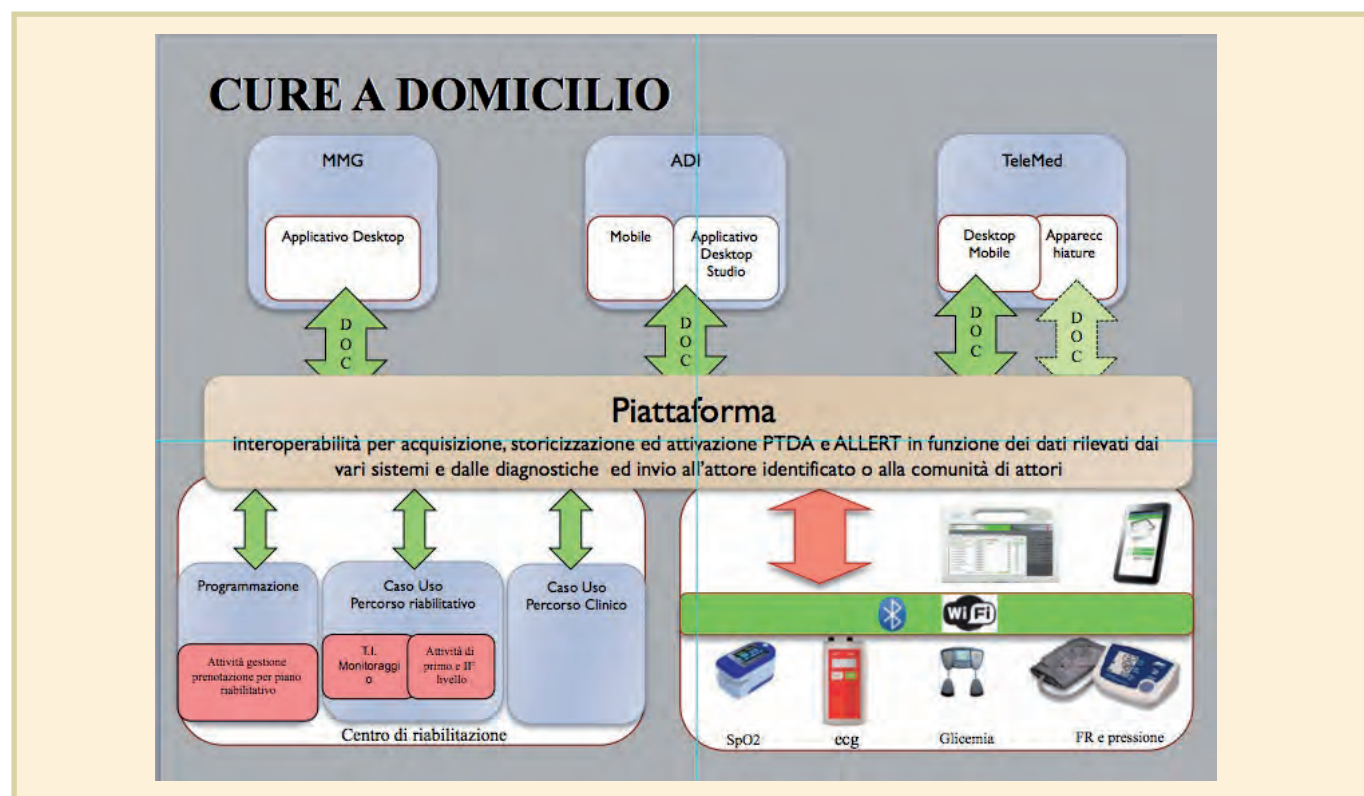 CURE A DOMICILIO
MMG
Applicativo Desktop
ADI
Mobile
Applicativo
Desktop
Studio
TeleMed
Desktop
Mobile
Apparecc
hiature
D
O
C
D
O
C
D
O
C
D
O
C
Piattaforma
interoperabilità per acquisizione, storicizzazione ed attivazione PTDA e ALLERT in funzione dei dati rilevati dai
vari sistemi e dalle diagnostiche ed invio all'attore identificato o alla comunità di attori
Programmazione
Attività gestione
prenotazione per piano
riabilitativo
Caso Uso
Percorso riabilitativo
T.I.
Monitoraggi
o
Attività di
primo e II°
livello
Caso Uso
Percorso Clinico
Centro di riabilitazione
WiFi
SpO2
ecg
Glicemia
FR e pressione